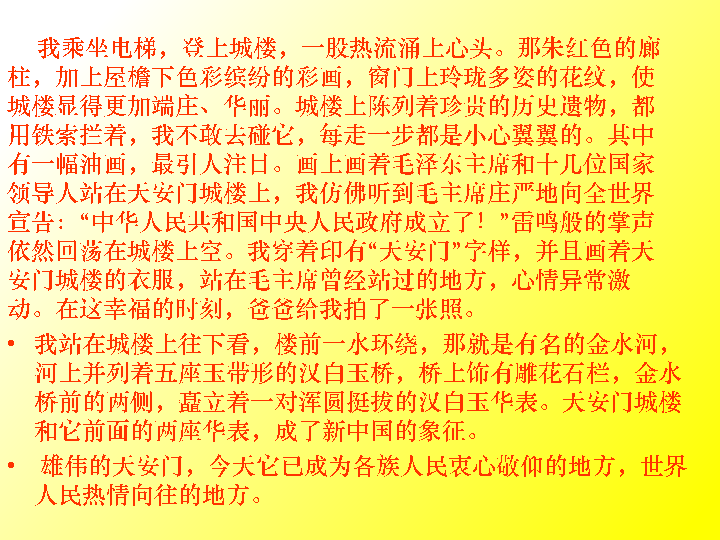 我乘坐电梯，登上城楼，一股热流涌上心头。那朱红色的廊
柱，加上屋檐下色彩缤纷的彩画，窗门上玲珑多姿的花纹，使
城楼显得更加端庄、华丽。城楼上陈列着珍贵的历史遗物，都
用铁索拦着，我不敢去碰它，每走一步都是小心翼翼的。其中
有一幅油画，最引人注目。画上画着毛泽东主席和十几位国家
领导人站在天安门城楼上，我仿佛听到毛主席庄严地向全世界
宣告：“中华人民共和国中央人民政府成立了！”雷鸣般的掌声
依然回荡在城楼上空。我穿着印有“天安门”字样，并且画着天
安门城楼的衣服，站在毛主席曾经站过的地方，心情异常激
动。在这幸福的时刻，爸爸给我拍了一张照。
• 我站在城楼上往下看，楼前一水环绕，那就是有名的金水河，
河上并列着五座玉带形的汉白玉桥，桥上饰有雕花石栏，金水
桥前的两侧，矗立着一对浑圆挺拔的汉白玉华表。天安门城楼
和它前面的两座华表，成了新中国的象征。
• 雄伟的天安门，今天它已成为各族人民衷心敬仰的地方，世界
人民热情向往的地方。